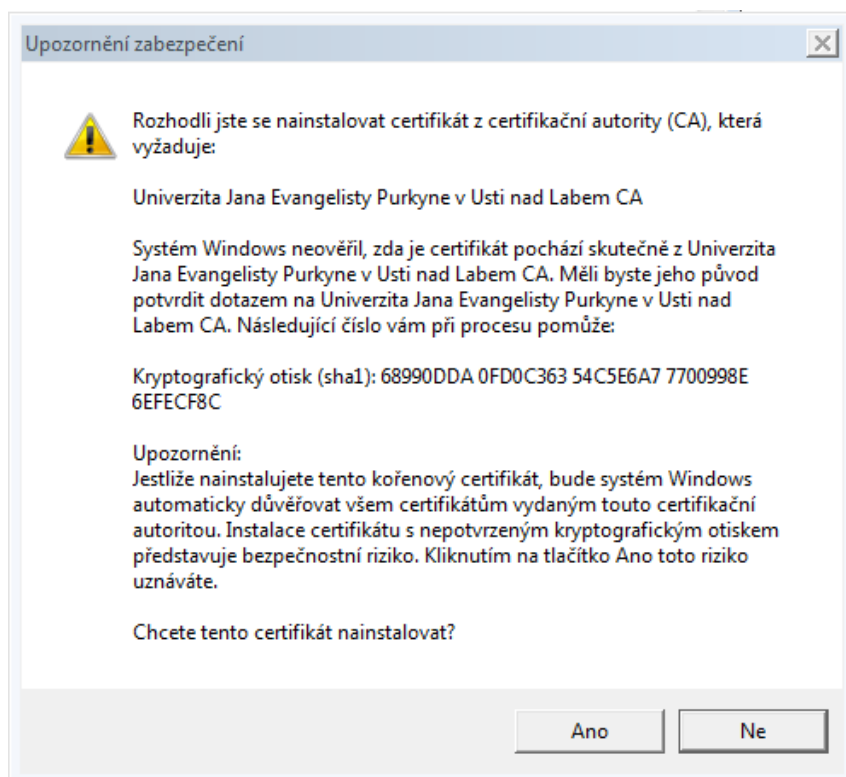 Upozornění zabezpečení
Rozhodli jste se nainstalovat certifikát z certifikační autority (CA), která
vyžaduje:
Univerzita Jana Evangelisty Purkyne v Usti nad Labem CA
Systém Windows neověřil, zda je certifikát pochází skutečně z Univerzita
Jana Evangelisty Purkyne v Usti nad Labem CA. Měli byste jeho původ
potvrdit dotazem na Univerzita Jana Evangelisty Purkyne v Usti nad
Labem CA. Následující číslo vám při procesu pomůže:
Kryptografický otisk (sha1): 68990DDA 0FD0C363 54C5E6A7 7700998E
6EFECF8C
Upozornění:
Jestliže nainstalujete tento kořenový certifikát, bude systém Windows
automaticky důvěřovat všem certifikátům vydaným touto certifikační
autoritou. Instalace certifikátu s nepotvrzeným kryptografickým otiskem
představuje bezpečnostní riziko. Kliknutím na tlačítko Ano toto riziko
uznáváte.
Chcete tento certifikát nainstalovat?
Ano
Ne